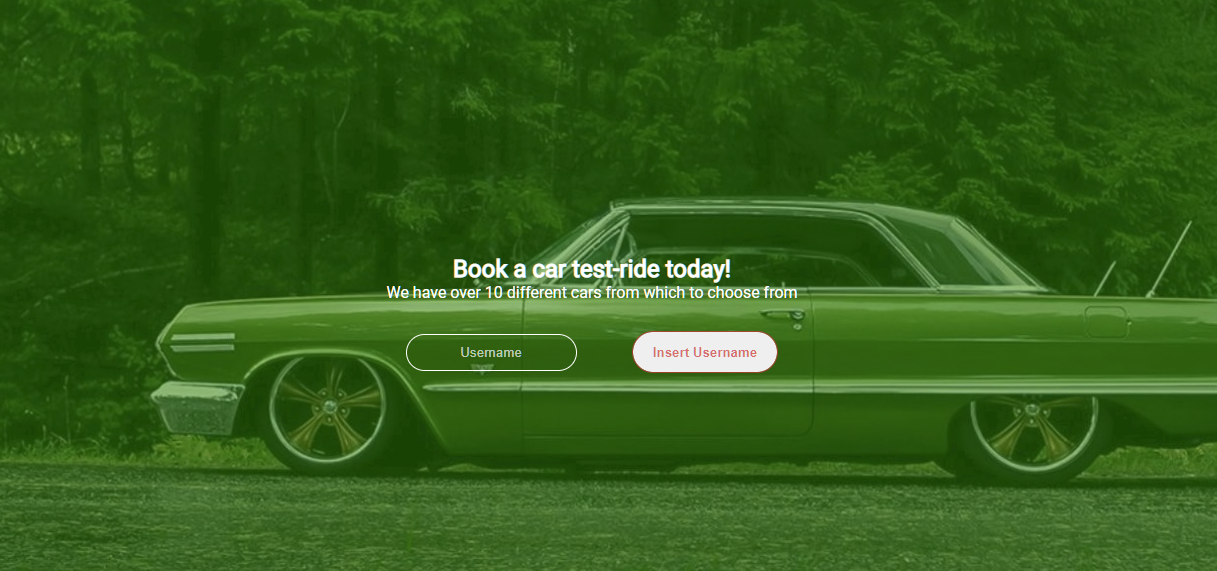 Book a car test-ride today!
We have over 10 different cars from which to choose from
Username
Insert Username